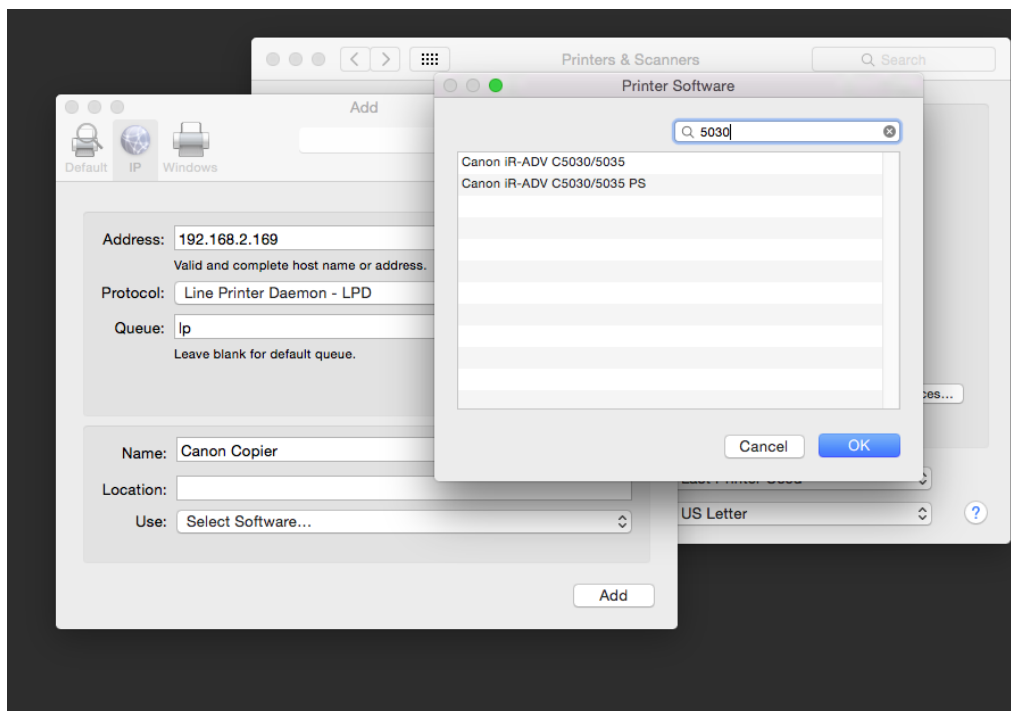 Printers & Scanners
Search
Printer Software
Add
5030
Default
IP
Windows
Canon iR-ADV C5030/5035
Canon iR-ADV C5030/5035 PS
Address: 192.168.2.169
Valid and complete host name or address.
Protocol: Line Printer Daemon - LPD
Queue: lp
Leave blank for default queue.
Cancel
OK
Name: Canon Copier
Location:
Last Printer Used
Use: Select Software...
US Letter
?
Add